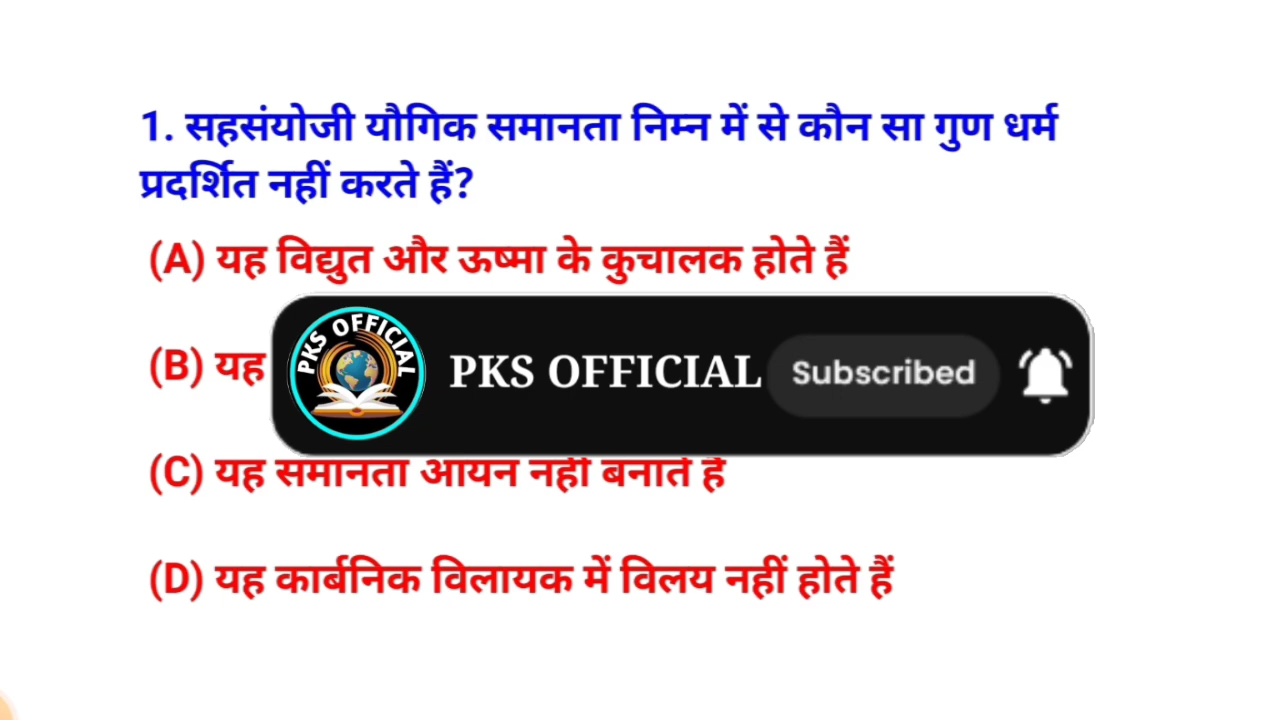 1. सहसंयोजी यौगिक समानता निम्न में से कौन सा गुण धर्म
प्रदर्शित नहीं करते हैं?
(A) यह विद्युत और ऊष्मा के कुचालक होते हैं
(B) यह
PKS OFFICIAL
PKS OFFICIAL Subscribed
(C) यह समानता आयन नहीं बनाते हैं
(D) यह कार्बनिक विलायक में विलय नहीं होते हैं